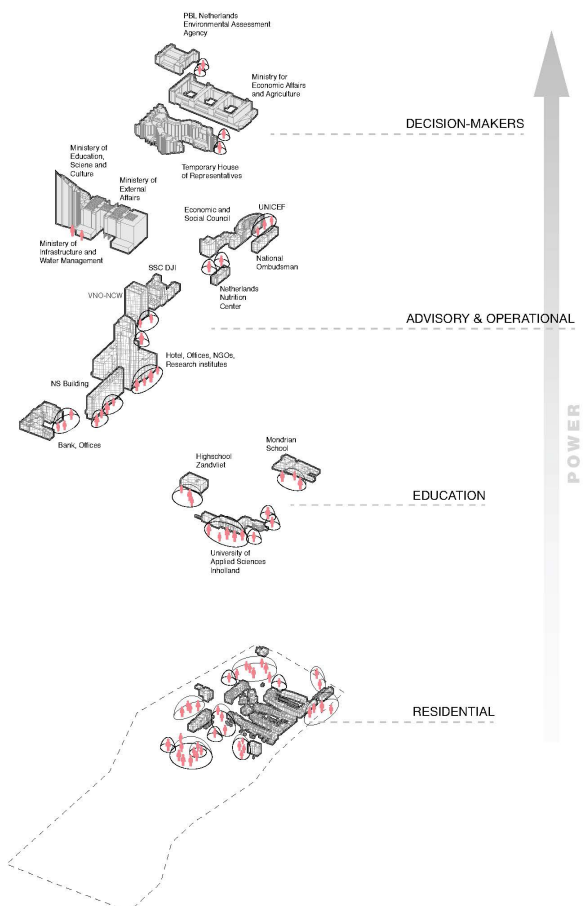 PBL Netherlands
Environmental Assessment
Agency
Ministry for
Economic Affairs
and Agriculture
DECISION-MAKERS
Temporary House
of Representatives
Ministry of
Education,
Sciene and
Culture
Ministry of
External
Affairs
Ministry of
Infrastructure and
Water Management
Economic and
Social Council
UNICEF
National
Ombudsman
Netherlands
Nutrition
Center
SSC DJI
VNO-NCW
ADVISORY & OPERATIONAL
Hotel, Offices, NGOs,
Research institutes
NS Building
Bank, Offices
POWER
Highschool
Zandvliet
Mondrian
School
EDUCATION
University of
Applied Sciences
Inholland
RESIDENTIAL